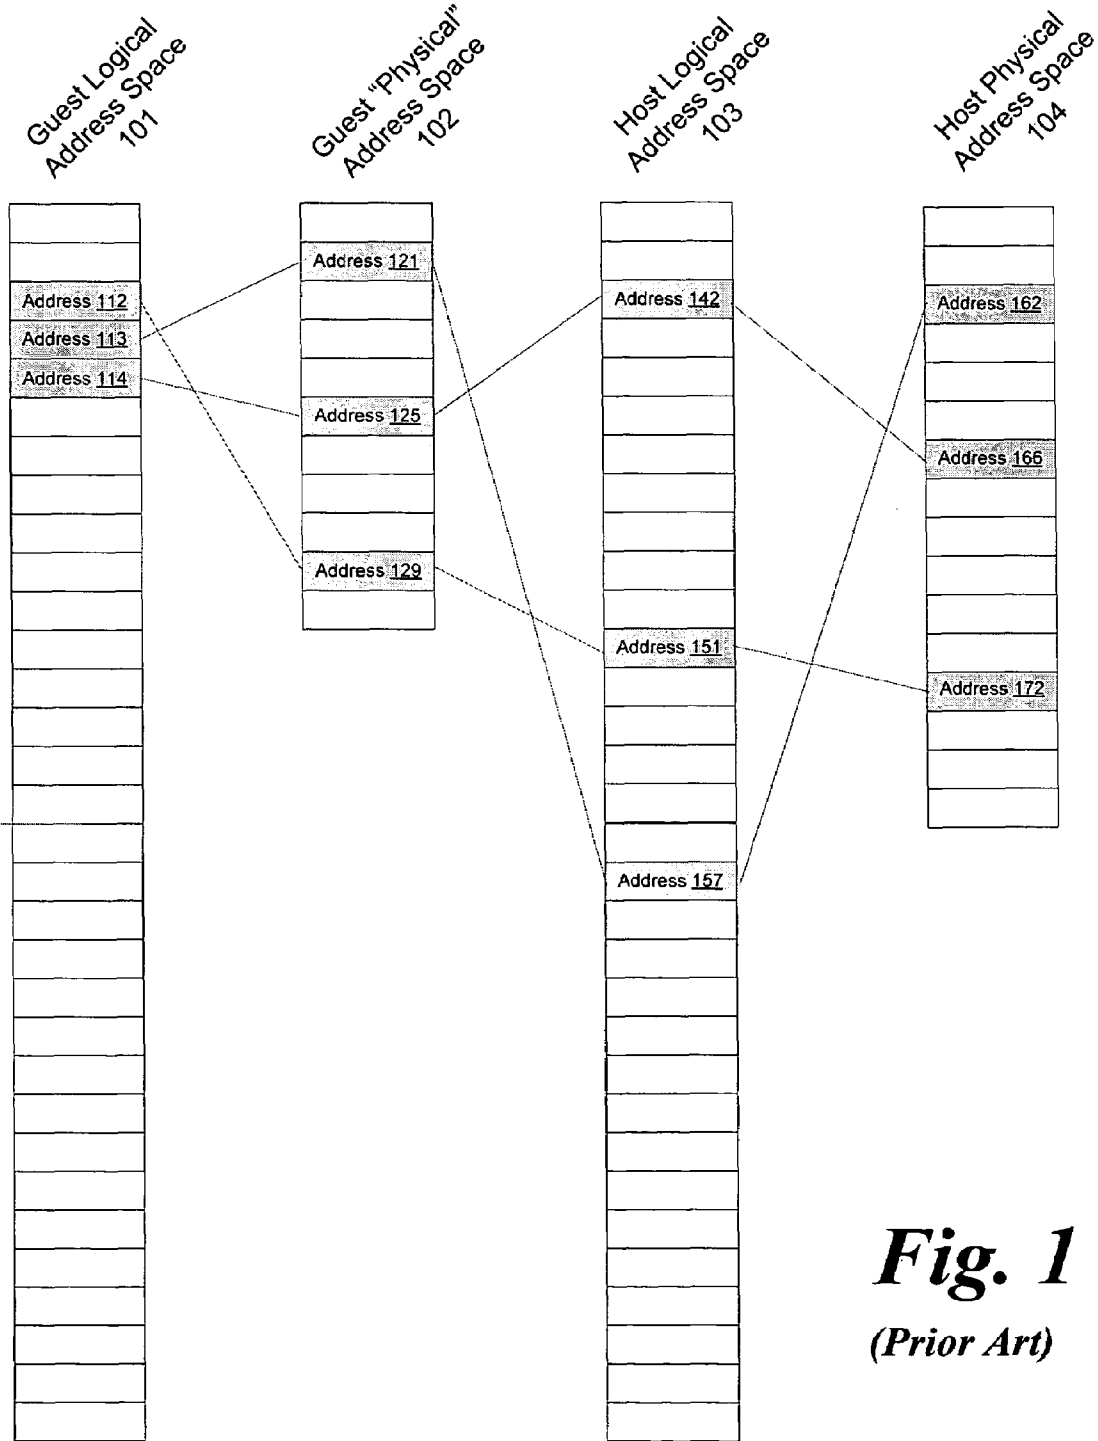 Guest Logical
Address Space
101
Guest “Physical”
Address Space
102
Host Logical
Address Space
103
Host Physical
Address Space
104
Address 112
Address 113
Address 114
Address 121
Address 125
Address 129
Address 142
Address 151
Address 157
Address 162
Address 166
Address 172
Fig. 1
(Prior Art)